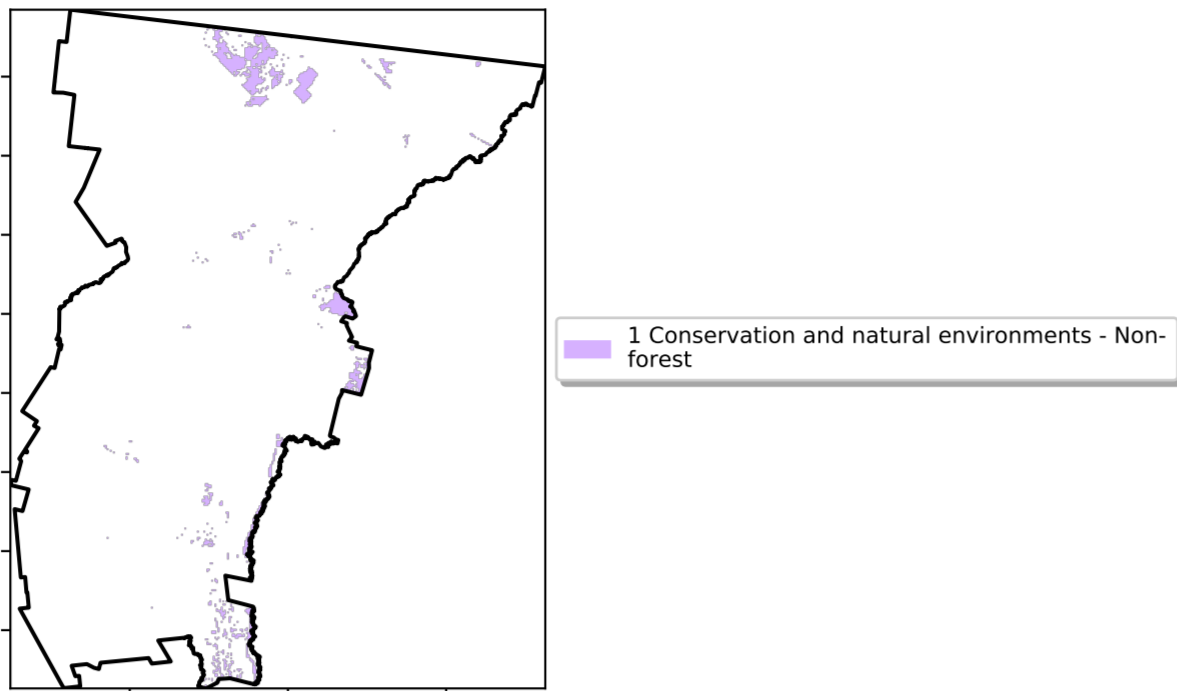 1 Conservation and natural environments - Non-
forest